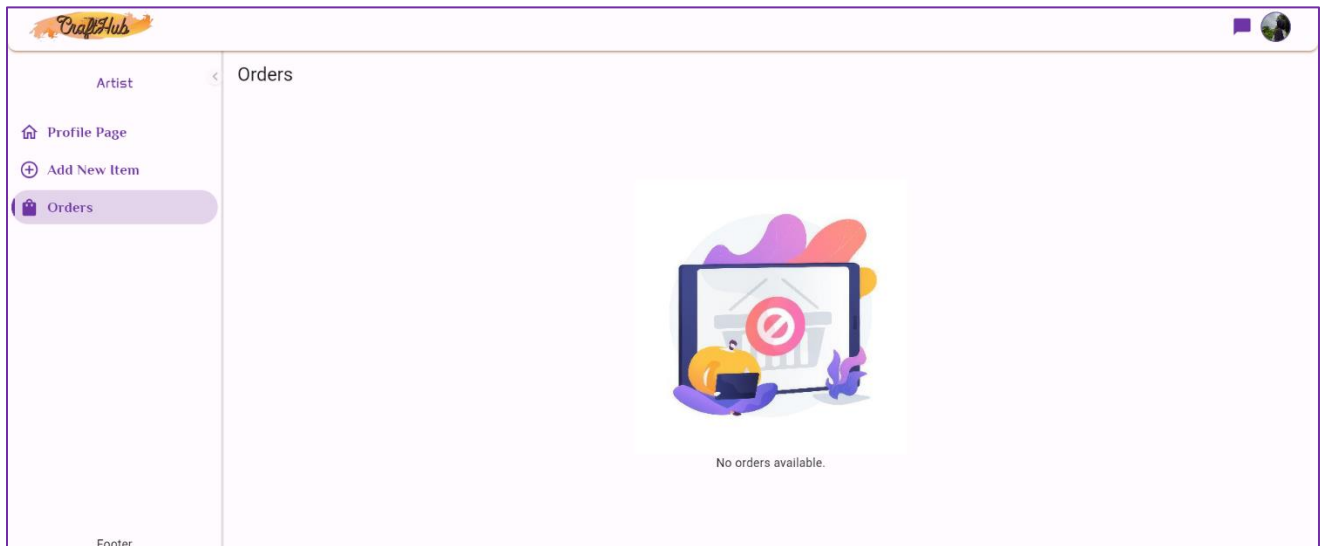 CraftHub
Artist
Orders
Profile Page
Add New Item
Orders
No orders available.
Footer